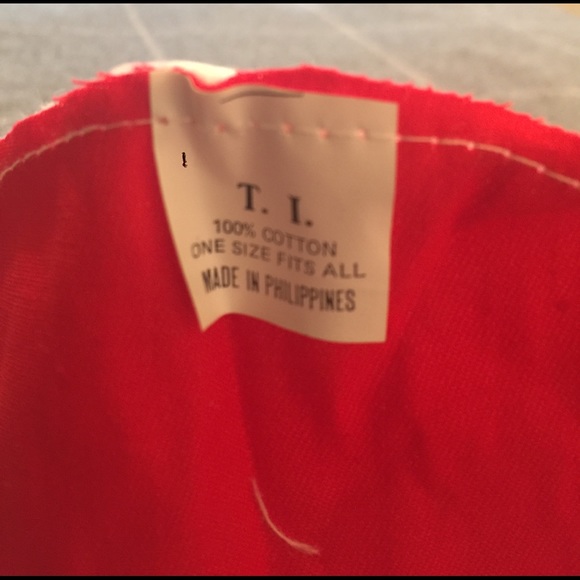 T. I.
100% COTTON
ONE SIZE FITS ALL
MADE IN PHILIPPINES